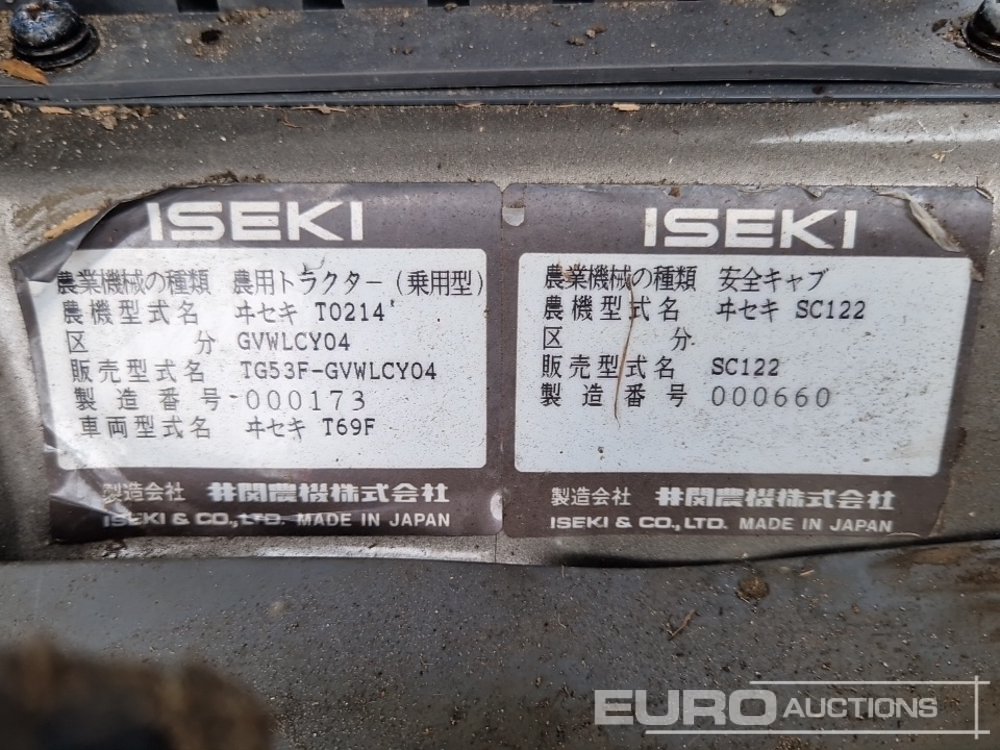 ISEKI
農業機械の種類 農用トラクター(乗用型)
農機型式名 ヰセキ T0214
区分 GVWLCY04
販売型式名 TG53F-GVWLCY04
製造番号 000173
車両型式名 ヰセキ T69F
製造会社 井関農機株式会社
ISEKI & CO., LTD. MADE IN JAPAN
ISEKI
農業機械の種類 安全キャブ
農機型式名 ヰセキ SC122
区分
販売型式名 SC122
製造番号 000660
製造会社 井関農機株式会社
ISEKI & CO., LTD. MADE IN JAPAN
EURO AUCTIONS